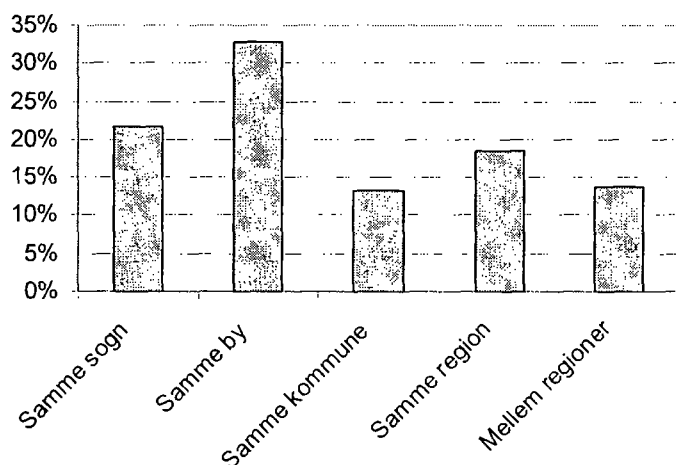 35%
30%
25%
20%
15%
10%
5%
0%
Samme sogn
Samme by
Samme kommune
Samme region
Mellem regioner